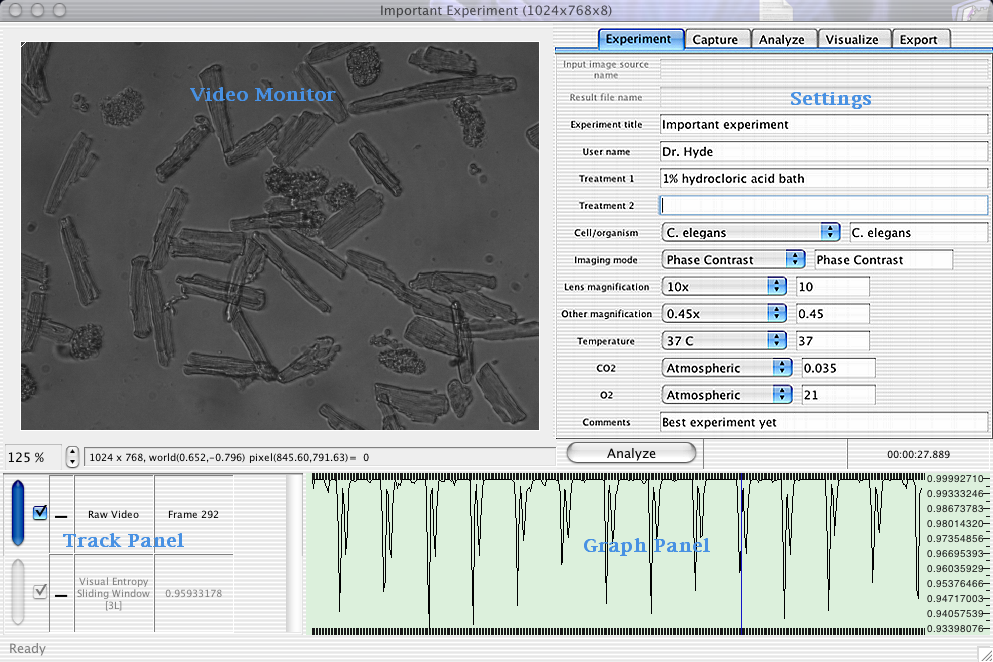 Important Experiment (1024x768x8)
Experiment Capture Analyze Visualize Export
Video Monitor
Input image source
name
Result file name
Settings
Experiment title Important experiment
User name Dr. Hyde
Treatment 1 1% hydrocloric acid bath
Treatment 2
Cell/organism C. elegans C. elegans
Imaging mode Phase Contrast Phase Contrast
Lens magnification 10x 10
Other magnification 0.45x 0.45
Temperature 37 C 37
CO2 Atmospheric 0.035
O2 Atmospheric 21
Comments Best experiment yet
125 % 1024 x 768, world(0.652,-0.796) pixel(845.60,791.63)= 0
Analyze 00:00:27.889
Raw Video Frame 292
Track Panel
Visual Entropy
Sliding Window
[3L]
0.95933178
Graph Panel
0.99992710
0.99333246
0.98673783
0.98014320
0.97354856
0.96695393
0.96035929
0.95376466
0.94717003
0.94057539
0.93398076
Ready